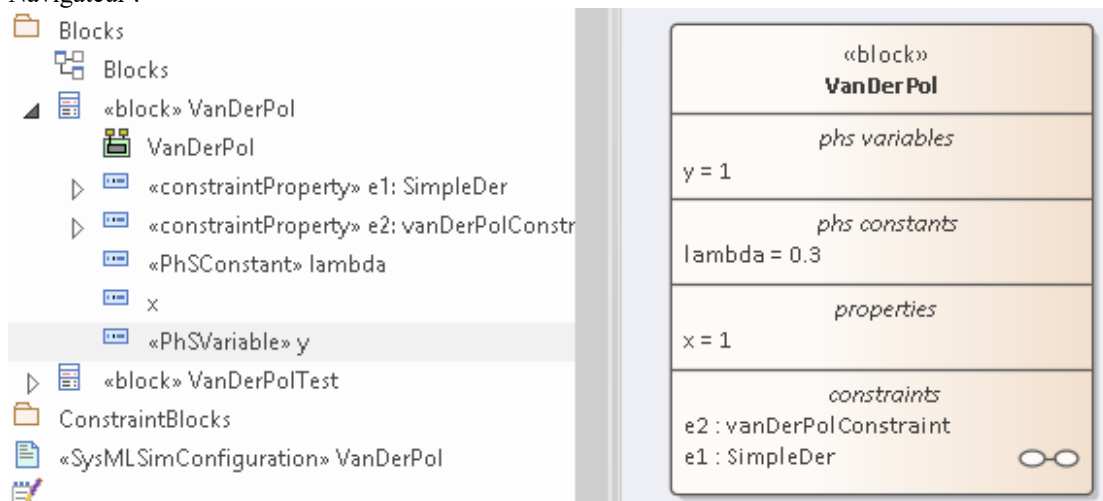 Navigateur :
Blocks
Blocks
«block» VanDerPol
VanDerPol
«constraintProperty» e1: SimpleDer
«constraintProperty» e2: vanDerPolConstr
«PhSConstant» lambda
x
«PhSVariable» y
«block» VanDerPolTest
ConstraintBlocks
«SysMLSimConfiguration» VanDerPol
«block»
VanDerPol
phs variables
y = 1
phs constants
lambda = 0.3
properties
x = 1
constraints
e2 : vanDerPolConstraint
e1 : SimpleDer